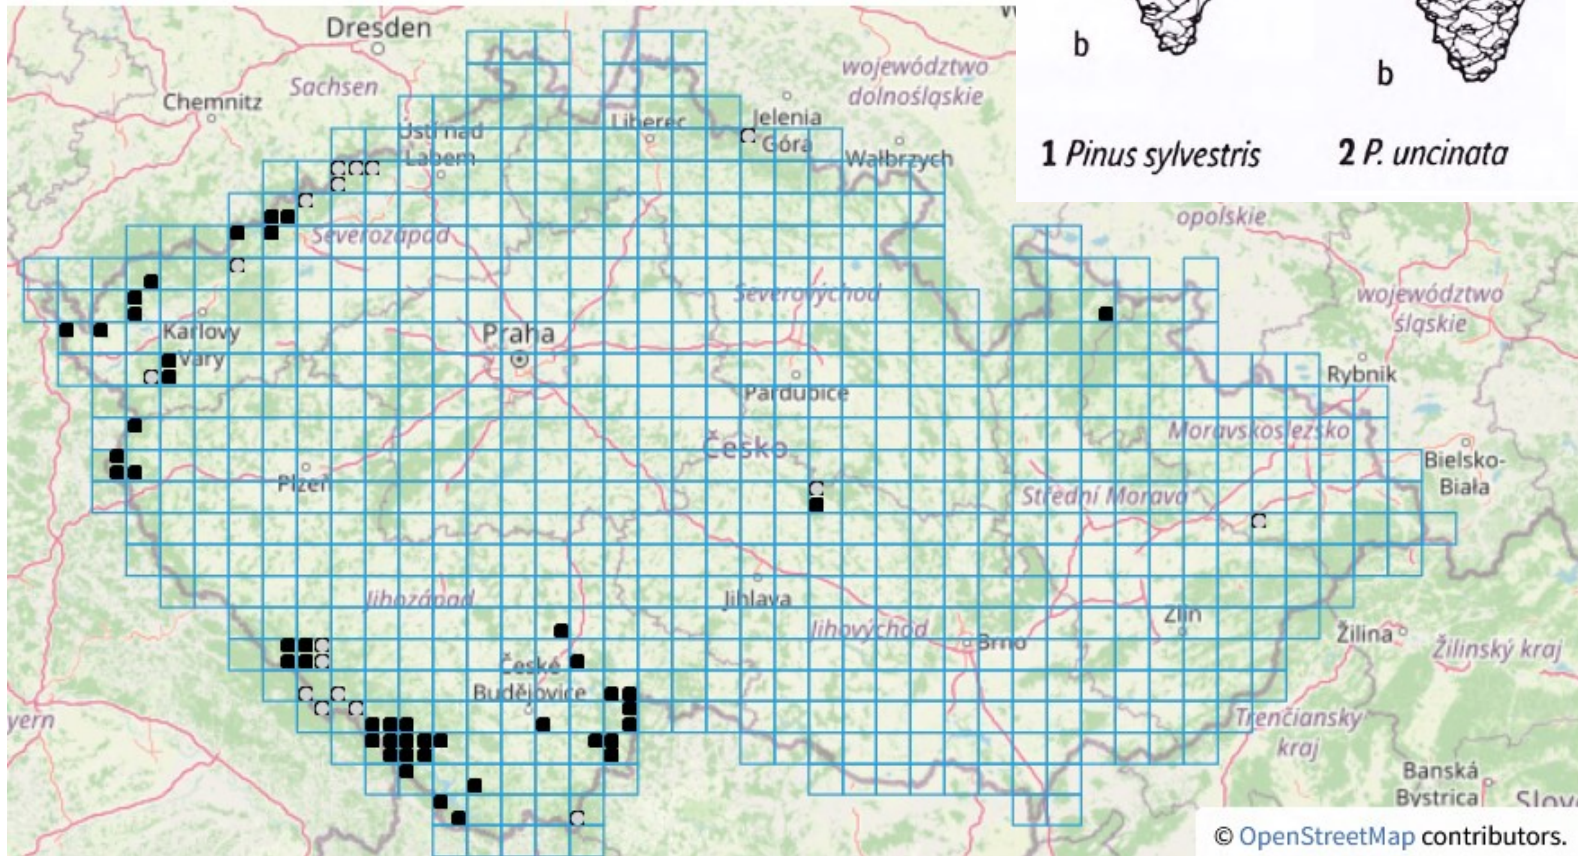 b
b
1 Pinus sylvestris
2 P. uncinata
Dresden
Sachsen
Chemnitz
województwo
dolnośląskie
Ústí nad
Labem
Liberec
Jelenia
Góra
Wałbrzych
opolskie
Severozápad
Severovýchod
województwo
śląskie
Karlovy
Vary
Praha
Rybnik
Pardubice
Moravskoslezsko
Česko
Bielsko-
Biała
Plzeň
Střední Morava
Jihozápad
Jihlava
Jihovýchod
Zlín
Brno
Žilina
Žilinský kraj
České
Budějovice
yern
Trenčiansky
kraj
Banská
Bystrica
Slov
© OpenStreetMap contributors.